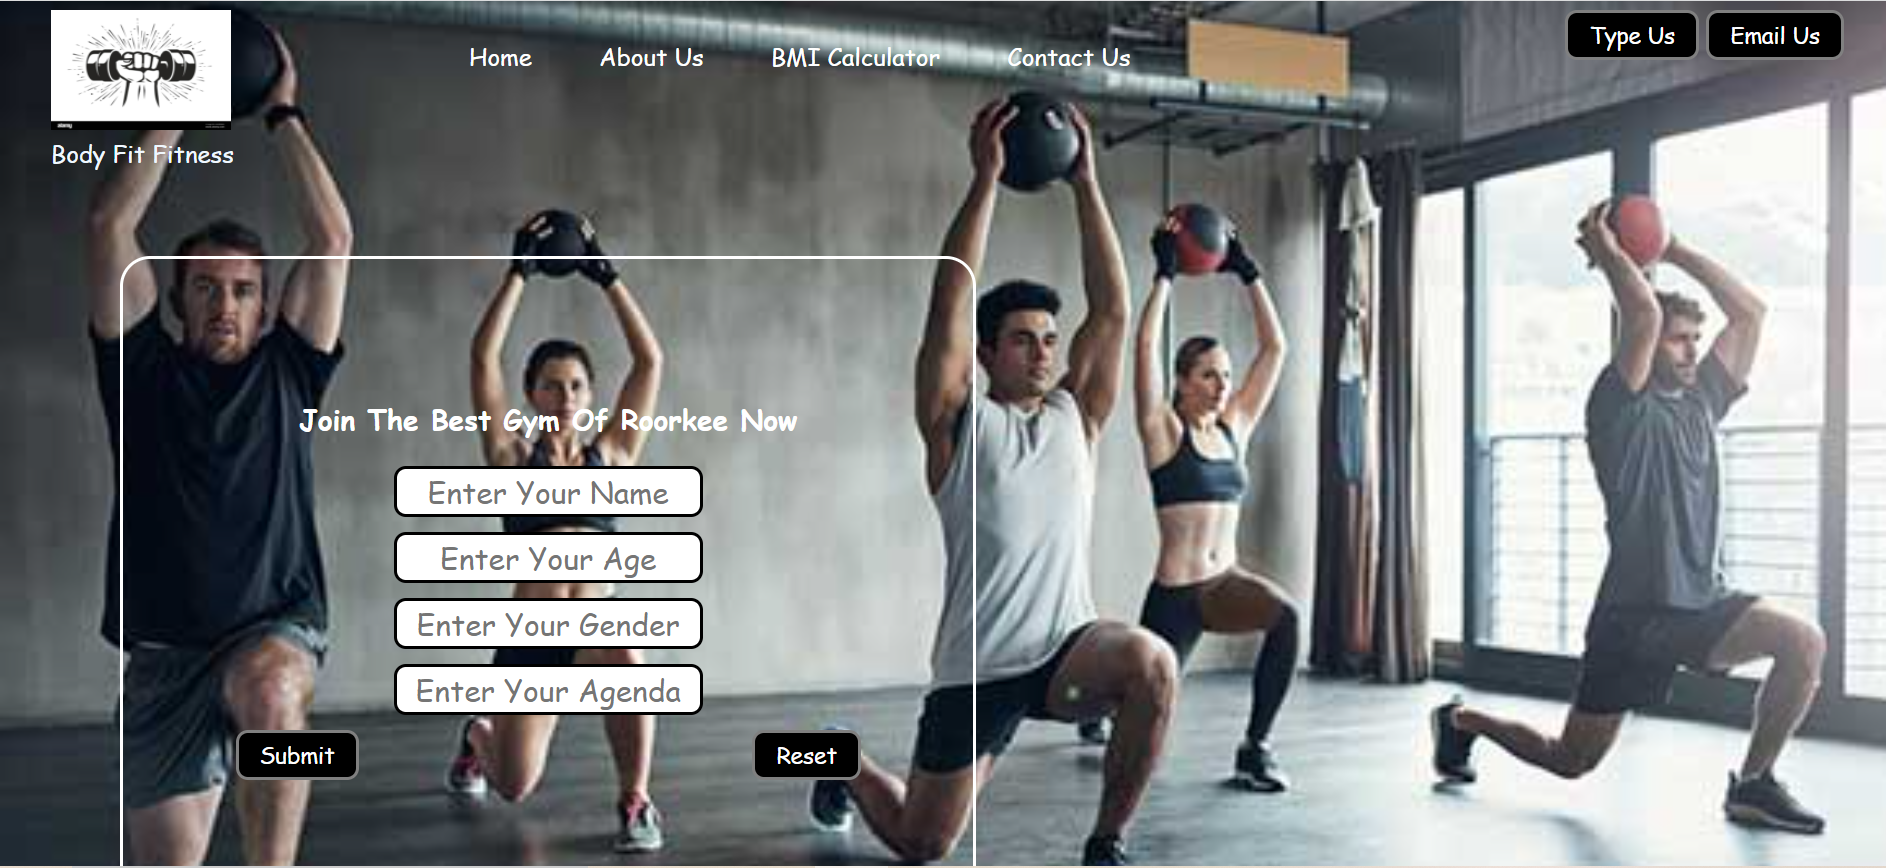 Home
About Us
BMI Calculator
Contact Us
Type Us
Email Us
Body Fit Fitness
Join The Best Gym Of Roorkee Now
Enter Your Name
Enter Your Age
Enter Your Gender
Enter Your Agenda
Submit
Reset